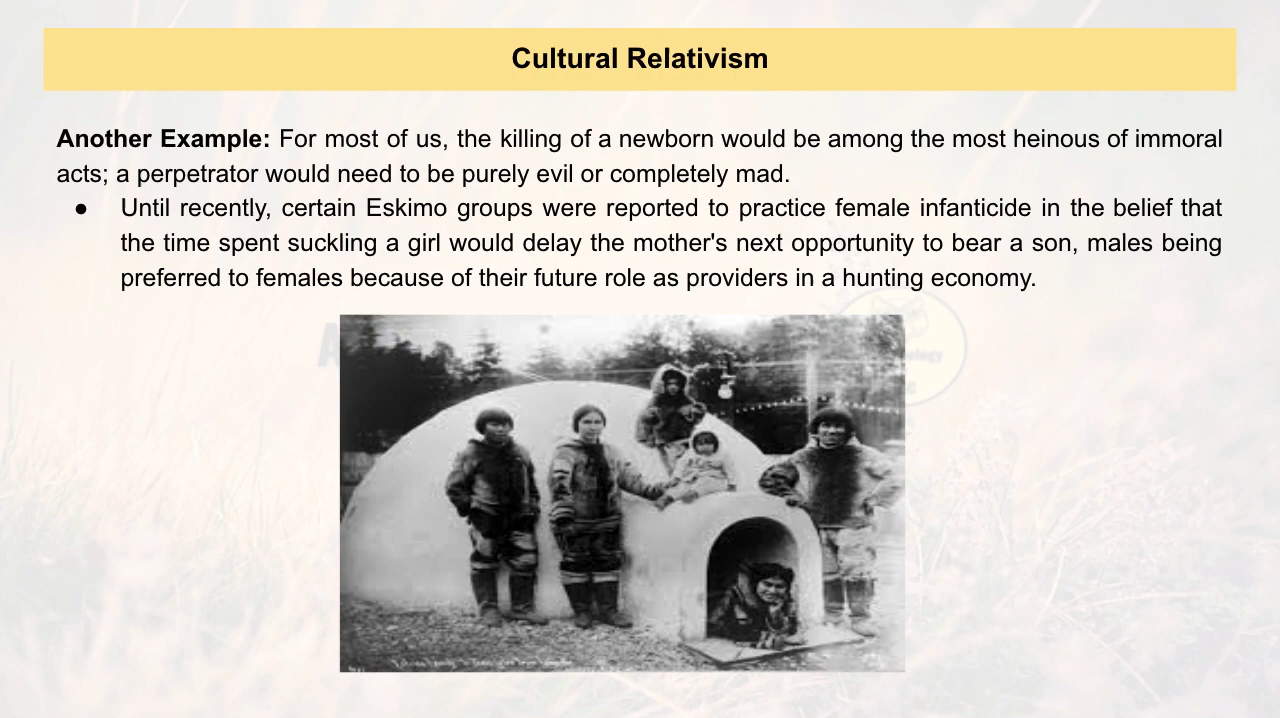 Cultural Relativism
Another Example: For most of us, the killing of a newborn would be among the most heinous of immoral
acts; a perpetrator would need to be purely evil or completely mad.
● Until recently, certain Eskimo groups were reported to practice female infanticide in the belief that
the time spent suckling a girl would delay the mother's next opportunity to bear a son, males being
preferred to females because of their future role as providers in a hunting economy.